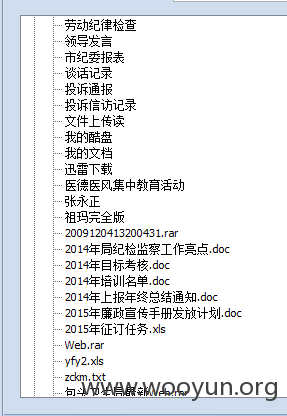 劳动纪律检查
领导发言
市纪委报表
谈话记录
投诉通报
投诉信访记录
文件上传读
我的酷盘
我的文档
迅雷下载
医德医风集中教育活动
张永正
祖玛完全版
2009120413200431.rar
2014年局纪检监察工作亮点.doc
2014年目标考核.doc
2014年培训名单.doc
2014年上报年终总结通知.doc
2015年廉政宣传手册发放计划.doc
2015年征订任务.xls
Web.rar
yfy2.xls
zckm.txt
www.wooyun.org